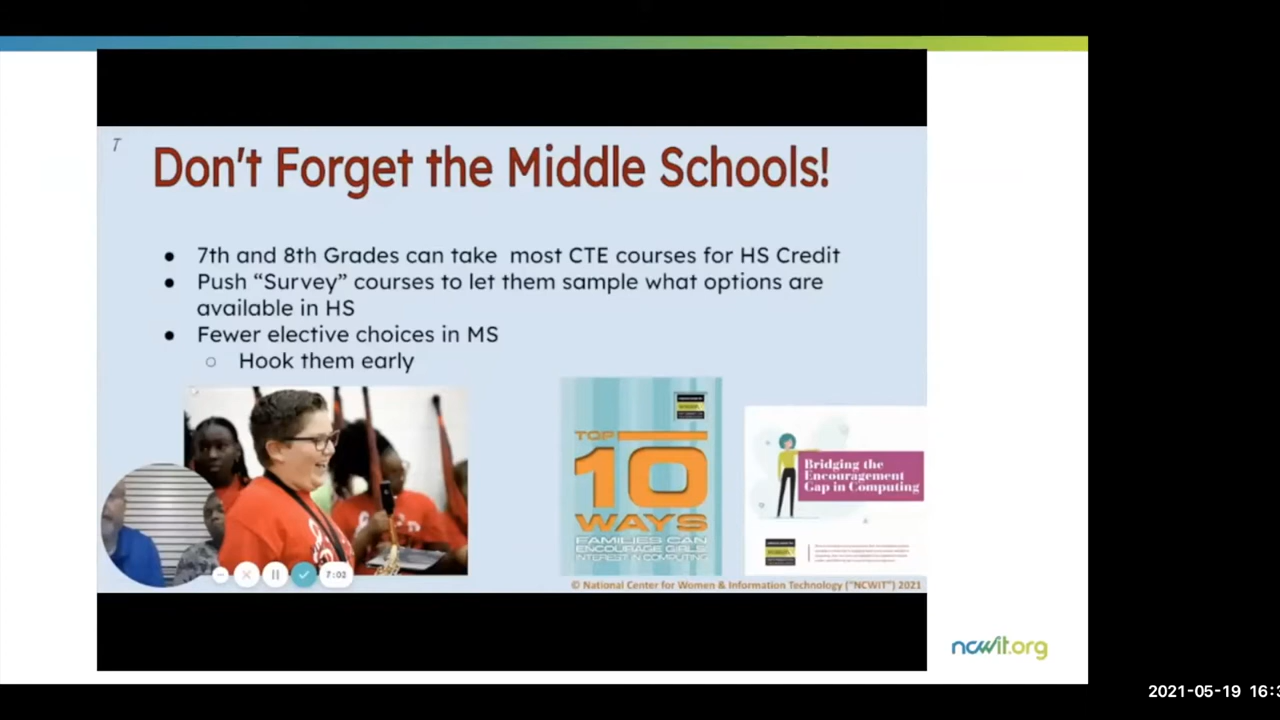 T
Don't Forget the Middle Schools!
● 7th and 8th Grades can take most CTE courses for HS Credit
● Push “Survey” courses to let them sample what options are
available in HS
● Fewer elective choices in MS
○ Hook them early
TOP
10
WAYS
FAMILIES CAN
ENCOURAGE GIRLS'
INTEREST IN COMPUTING
Bridging the
Encouragement
Gap in Computing
7:02
© National Center for Women & Information Technology (“NCWIT”) 2021
ncwit.org
2021-05-19 16:3